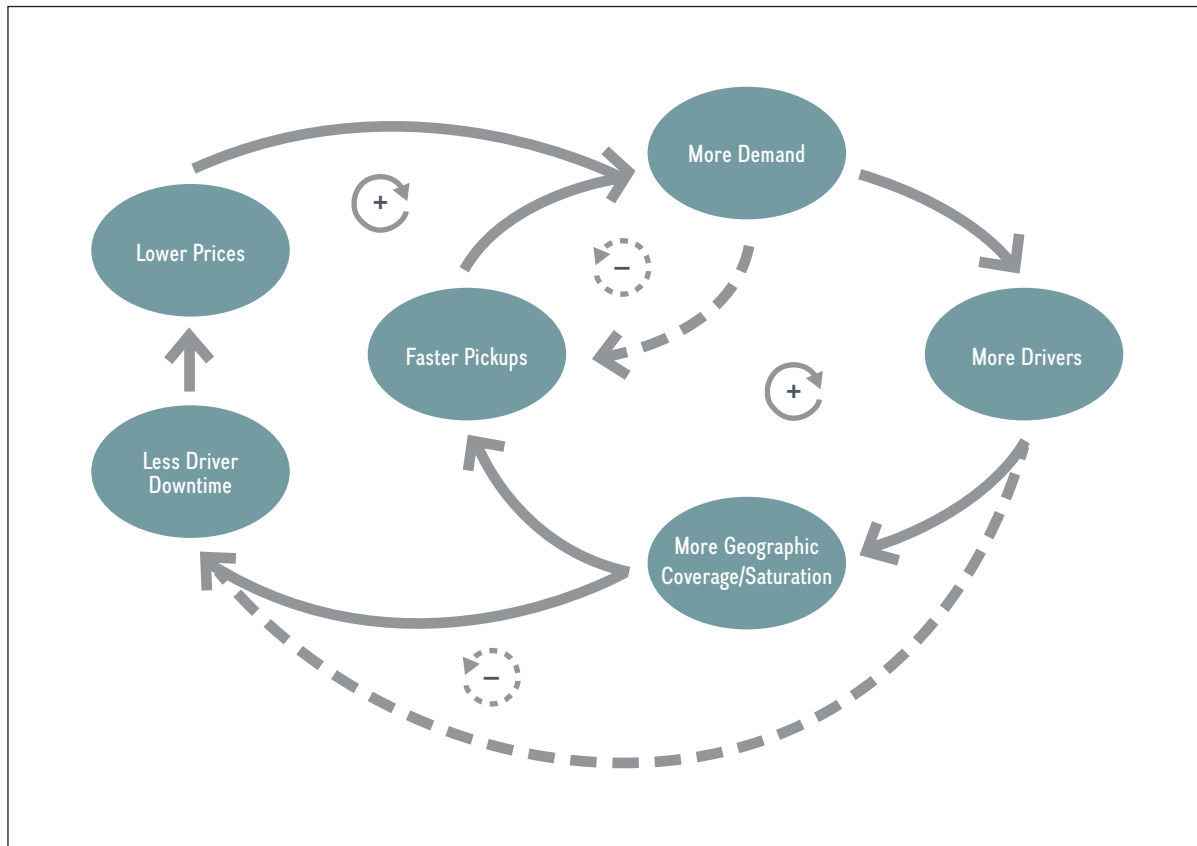 More Demand
Lower Prices
+
−
Faster Pickups
More Drivers
+
Less Driver
Downtime
More Geographic
Coverage/Saturation
−